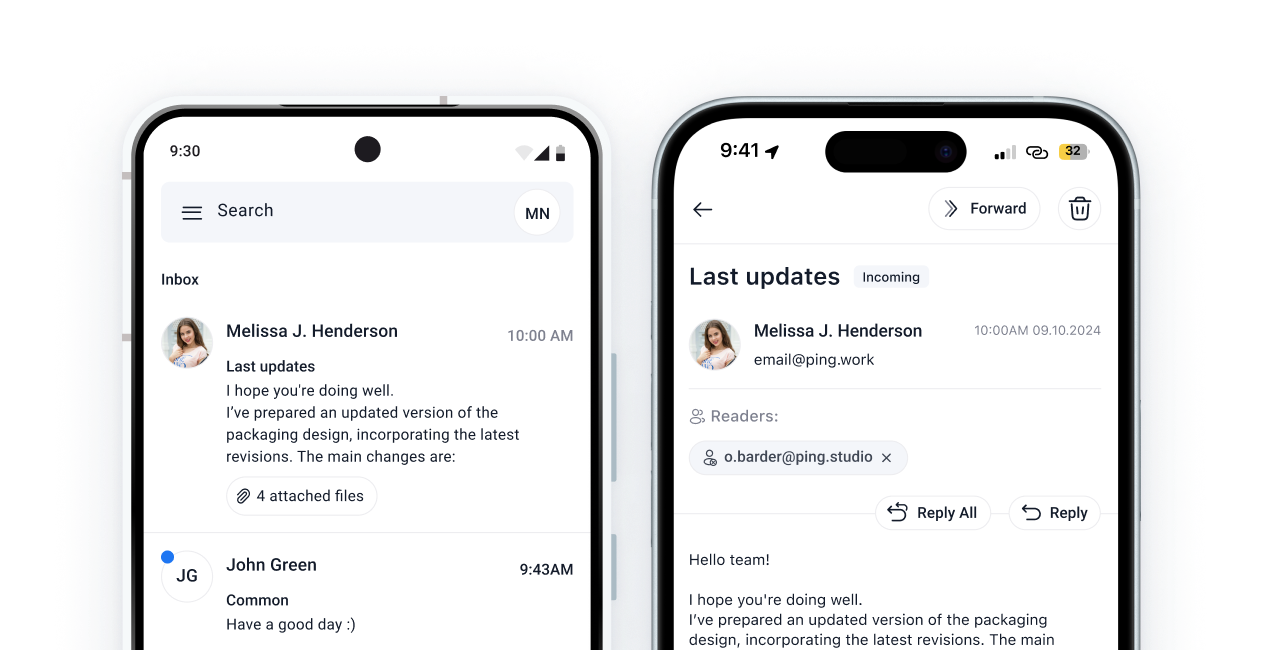 9:30
Search
MN
Inbox
Melissa J. Henderson
10:00 AM
Last updates
I hope you're doing well.
I’ve prepared an updated version of the
packaging design, incorporating the latest
revisions. The main changes are:
4 attached files
JG
John Green
9:43AM
Common
Have a good day :)
9:41
32
Forward
Last updates
Incoming
Melissa J. Henderson
10:00AM 09.10.2024
email@ping.work
Readers:
o.barder@ping.studio
Reply All
Reply
Hello team!
I hope you're doing well.
I’ve prepared an updated version of the packaging
design, incorporating the latest revisions. The main